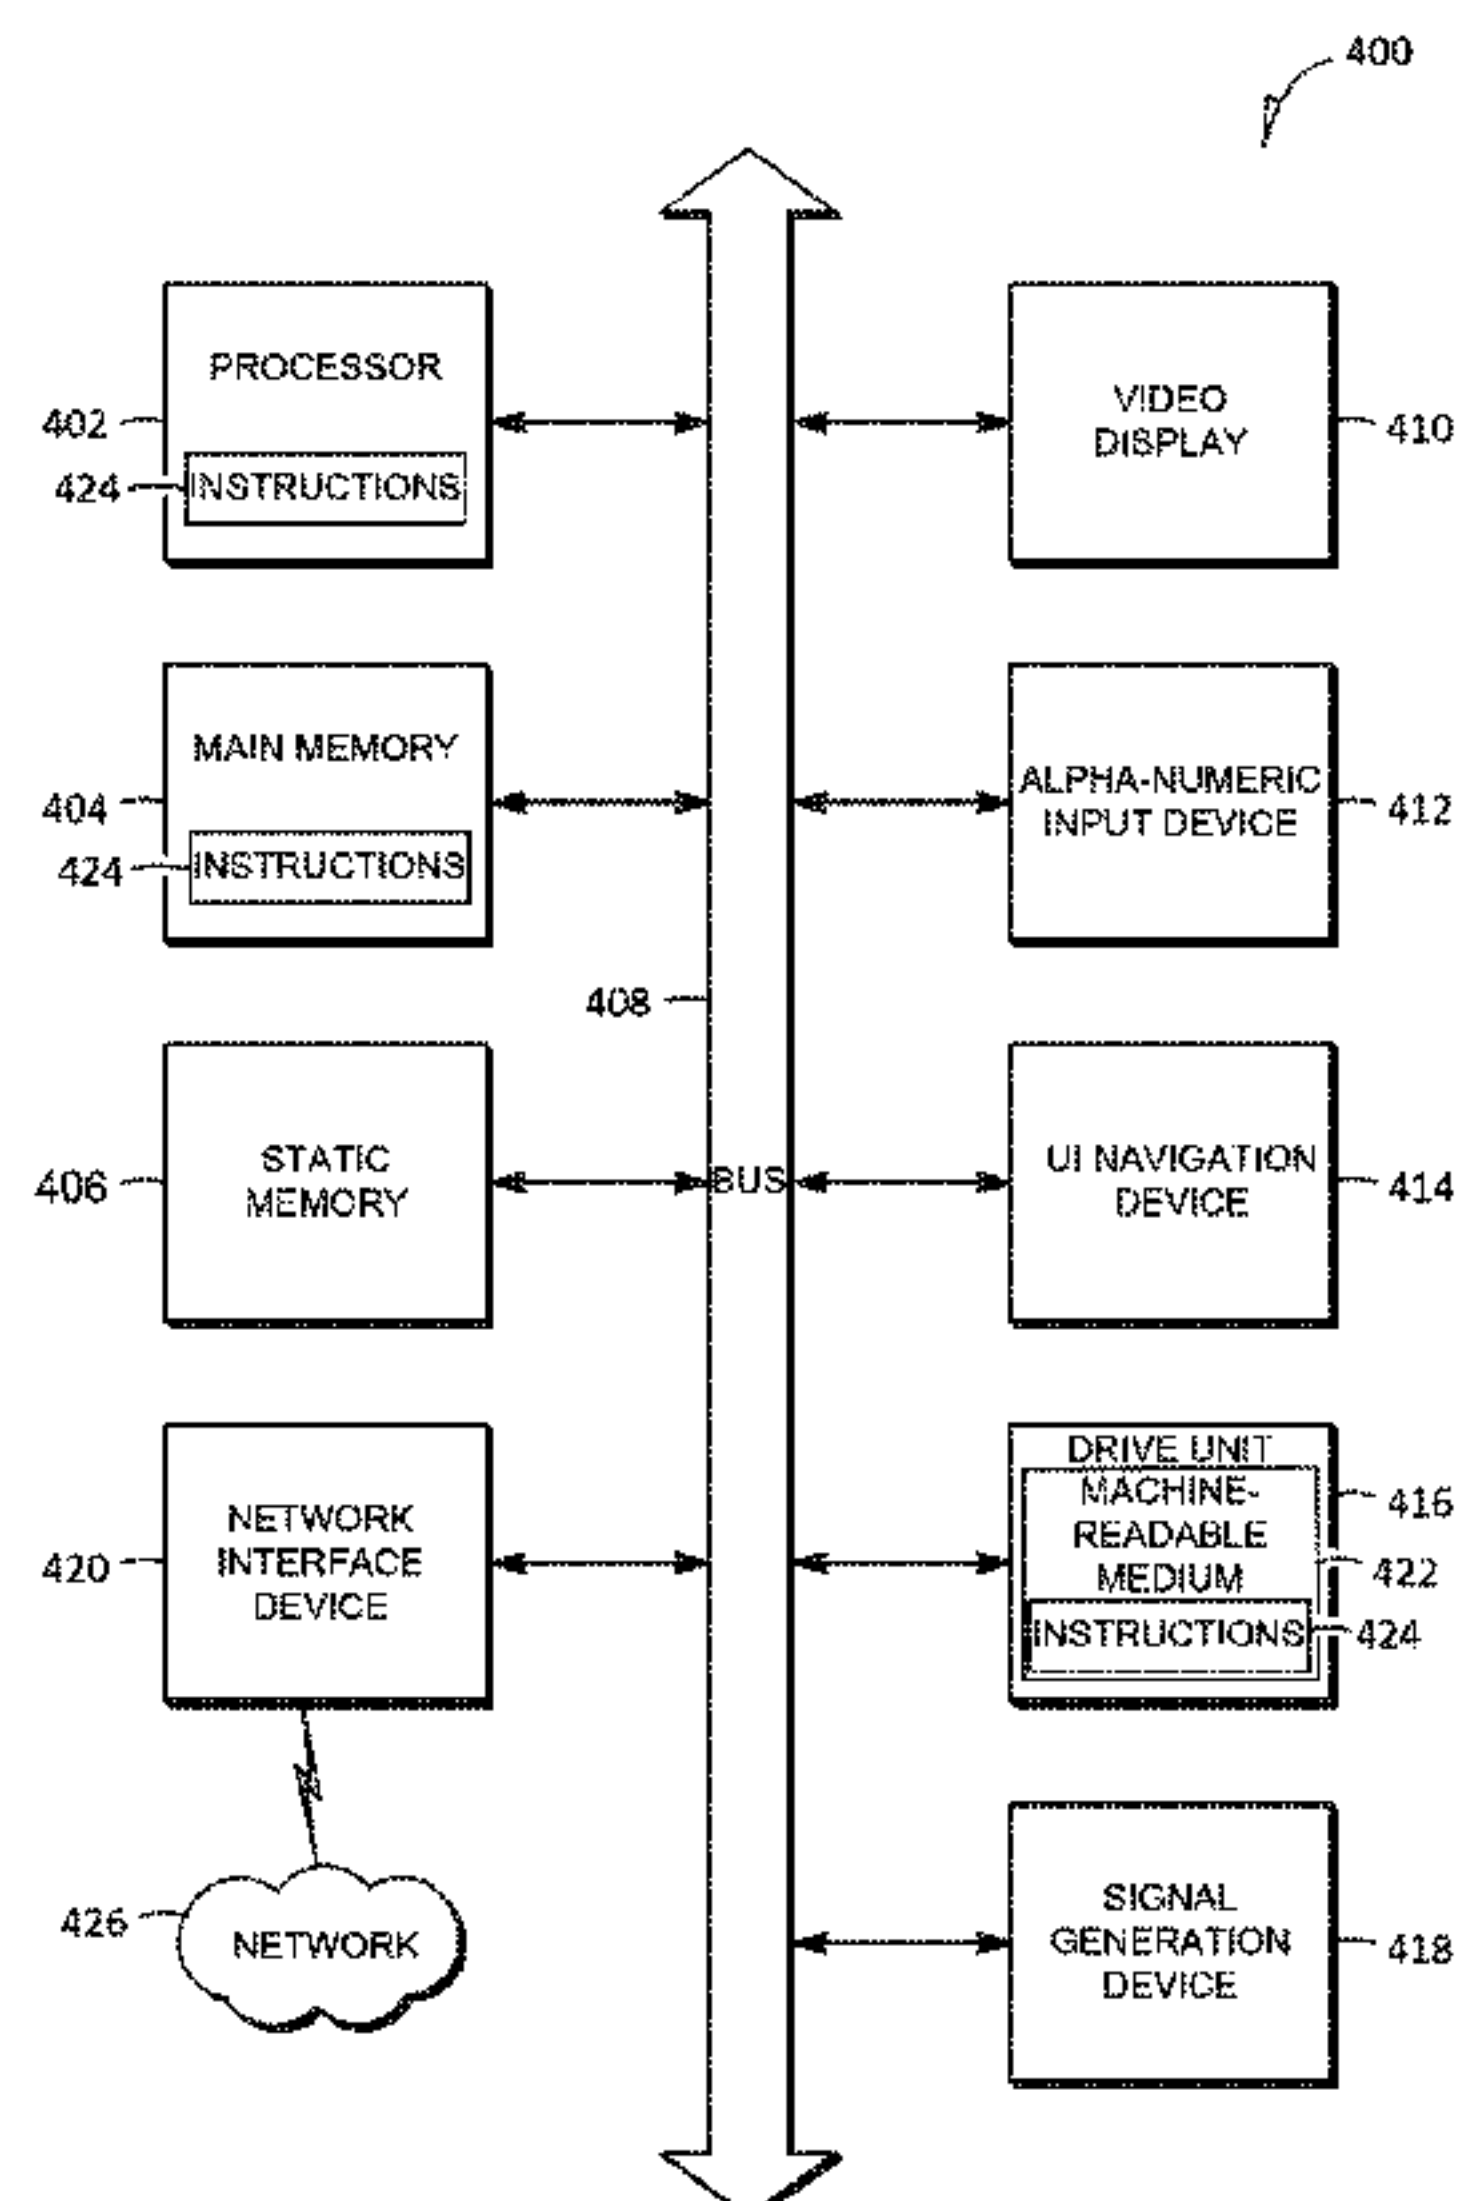 400
PROCESSOR
402
424
INSTRUCTIONS
VIDEO
DISPLAY
410
MAIN MEMORY
404
424
INSTRUCTIONS
ALPHA-NUMERIC
INPUT DEVICE
412
408
STATIC
MEMORY
406
BUS
UI NAVIGATION
DEVICE
414
NETWORK
INTERFACE
DEVICE
420
DRIVE UNIT
MACHINE-
READABLE
MEDIUM
INSTRUCTIONS
416
422
424
426
NETWORK
SIGNAL
GENERATION
DEVICE
418